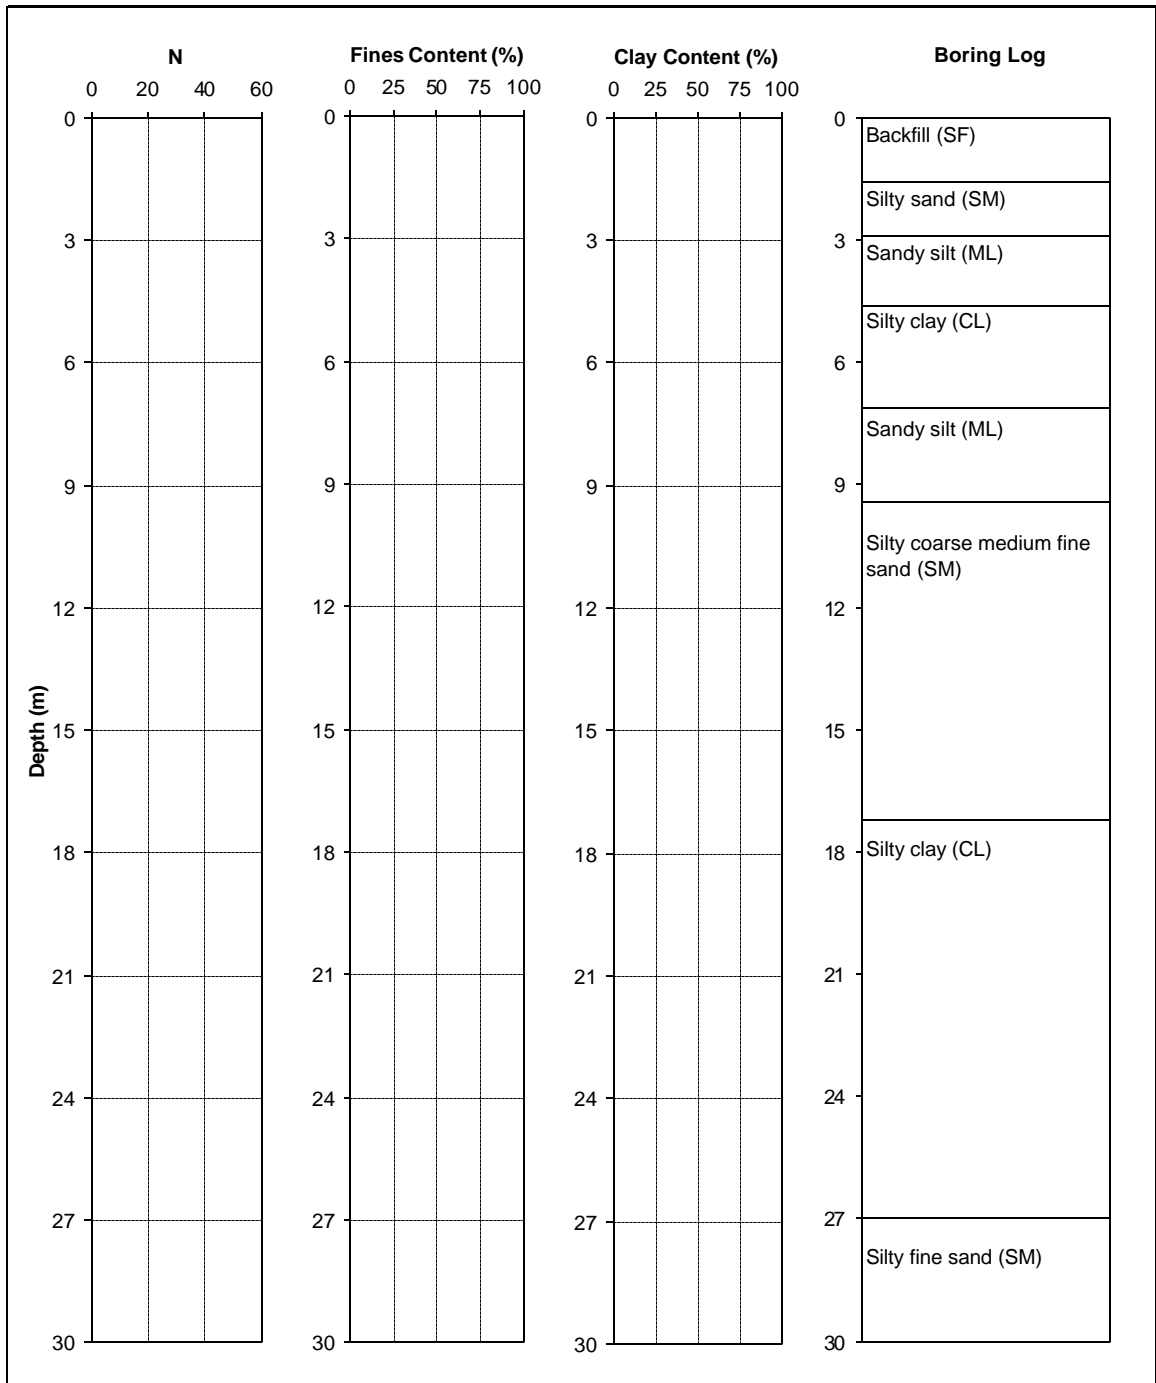 N
Fines Content (%)
Clay Content (%)
Boring Log
0 20 40 60
0 25 50 75 100
0 25 50 75 100
Depth (m)
0
3
6
9
12
15
18
21
24
27
30
0
3
6
9
12
15
18
21
24
27
30
0
3
6
9
12
15
18
21
24
27
30
0
3
6
9
12
15
18
21
24
27
30
Backfill (SF)
Silty sand (SM)
Sandy silt (ML)
Silty clay (CL)
Sandy silt (ML)
Silty coarse medium fine
sand (SM)
Silty clay (CL)
Silty fine sand (SM)